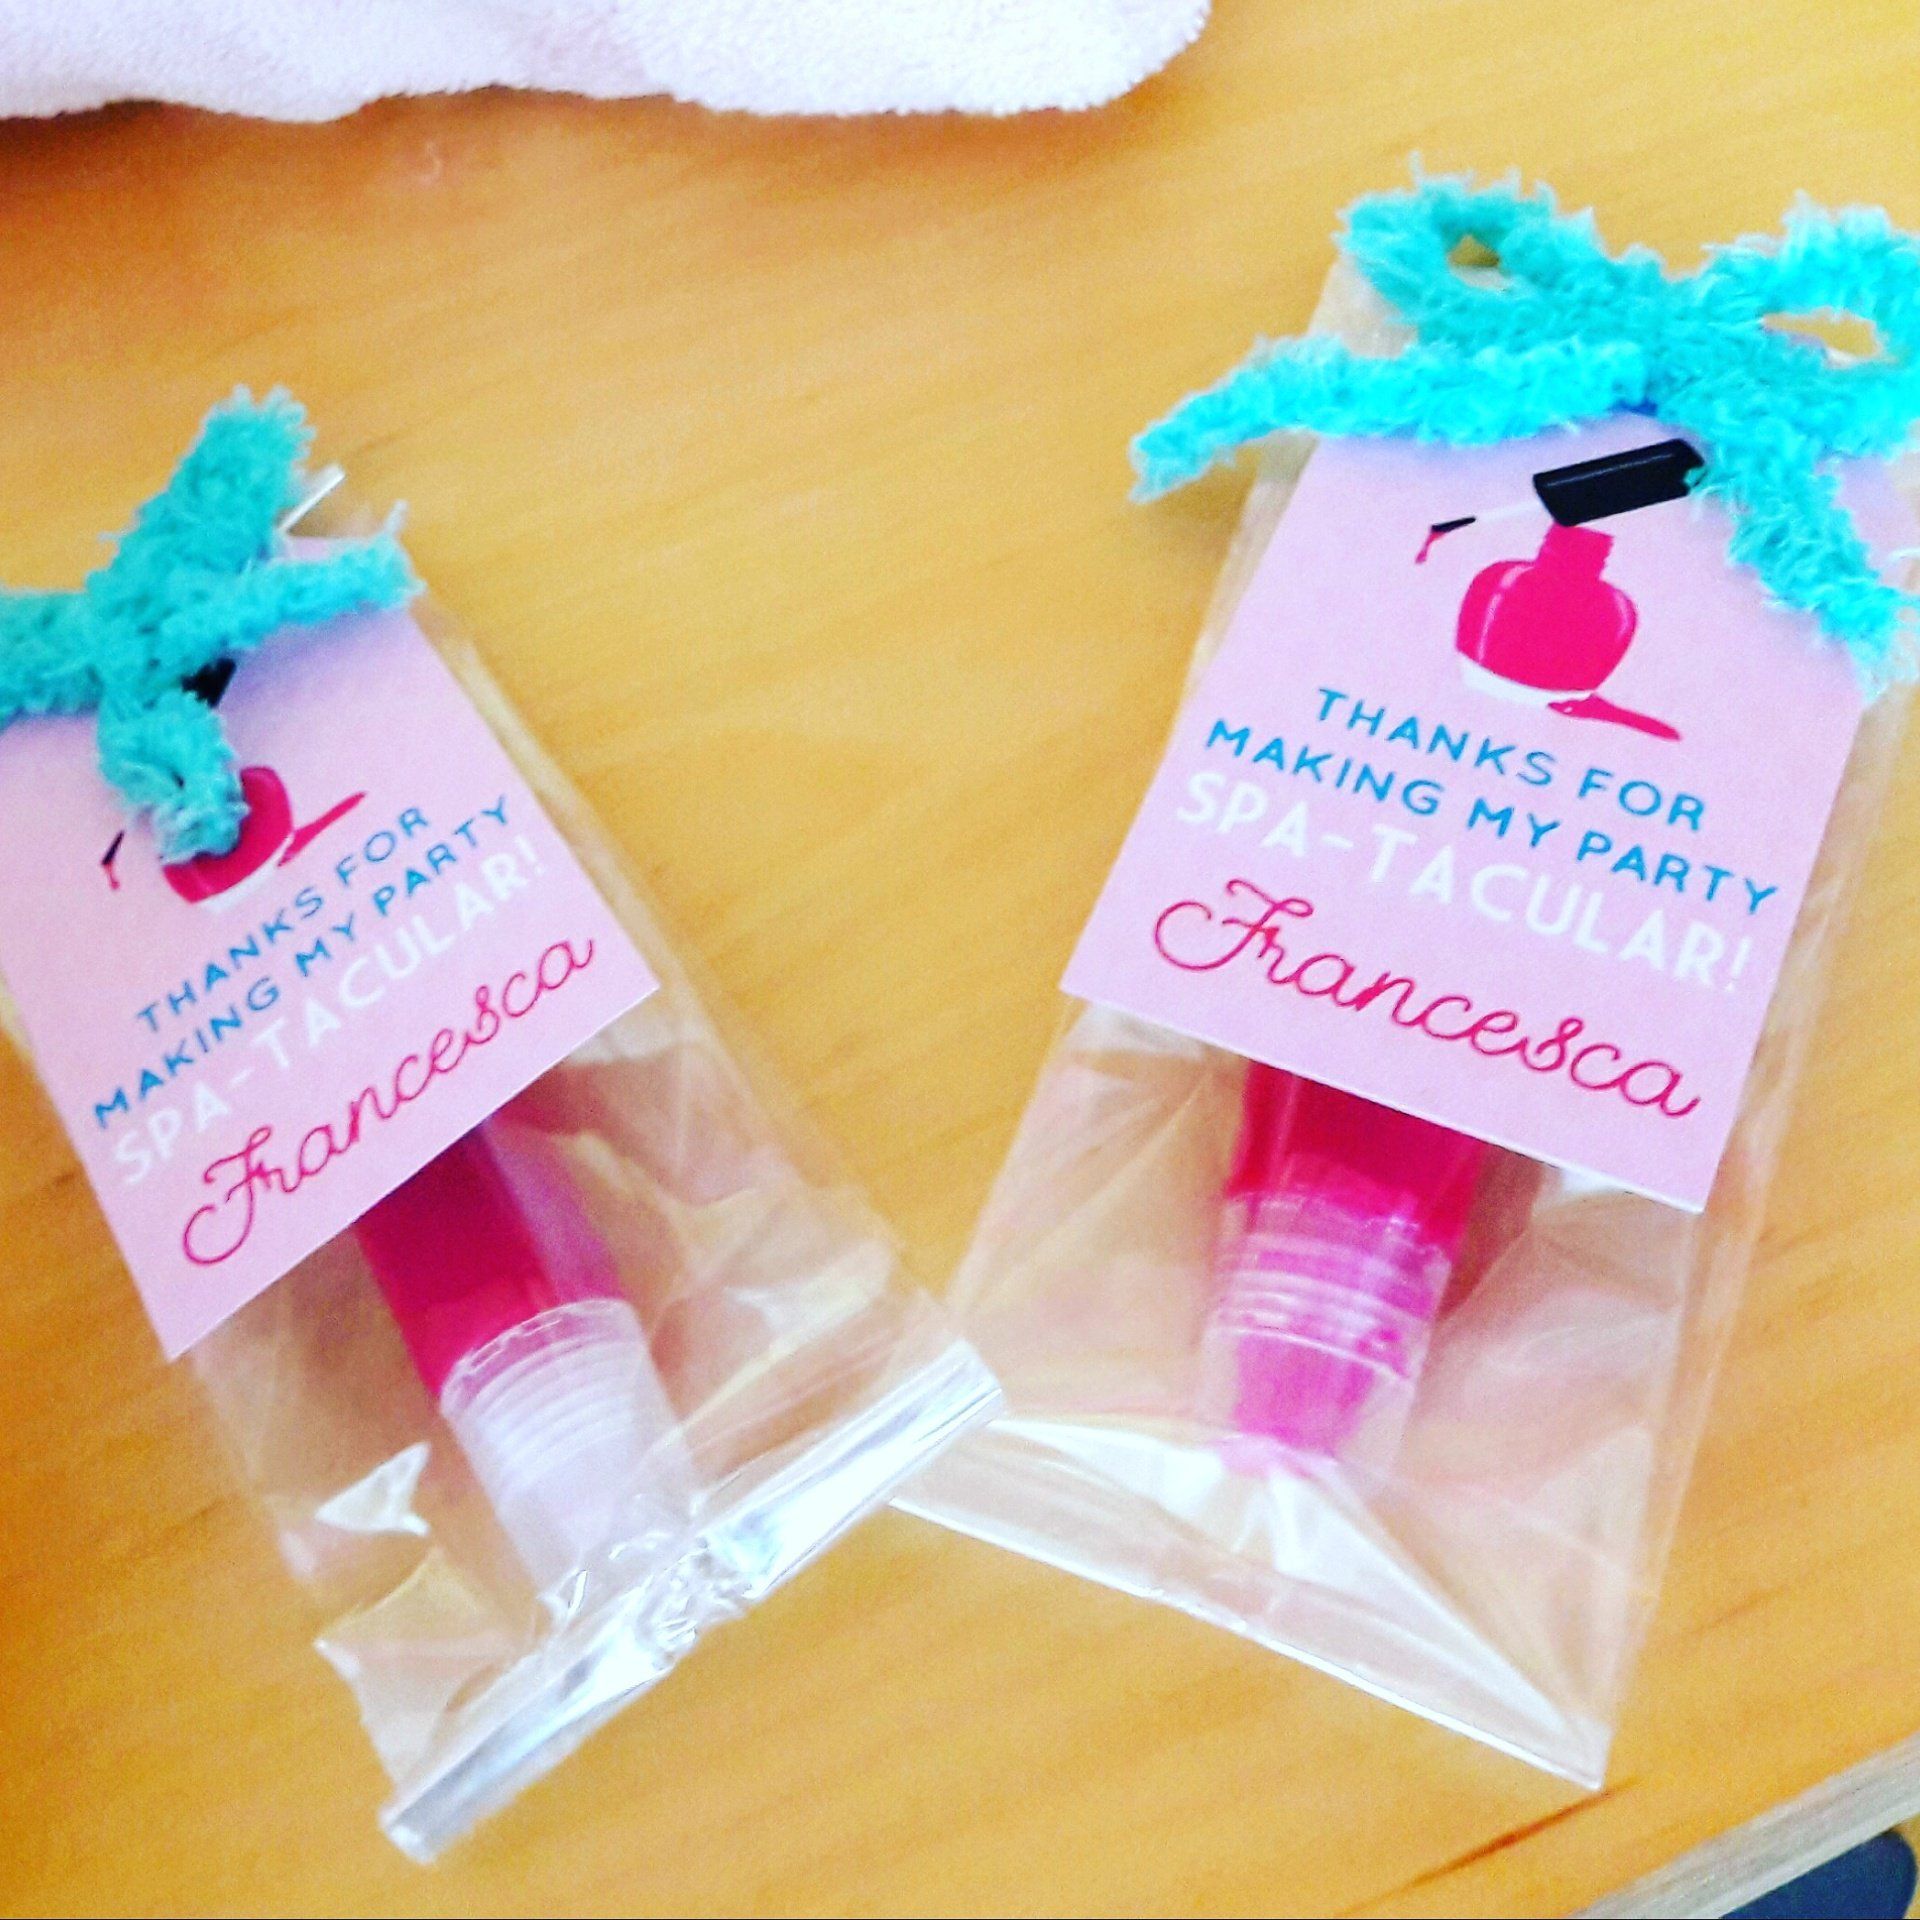 THANKS FOR
MAKING MY PARTY
SPA-TACULAR!
Francesca
THANKS FOR
MAKING MY PARTY
SPA-TACULAR!
Francesca